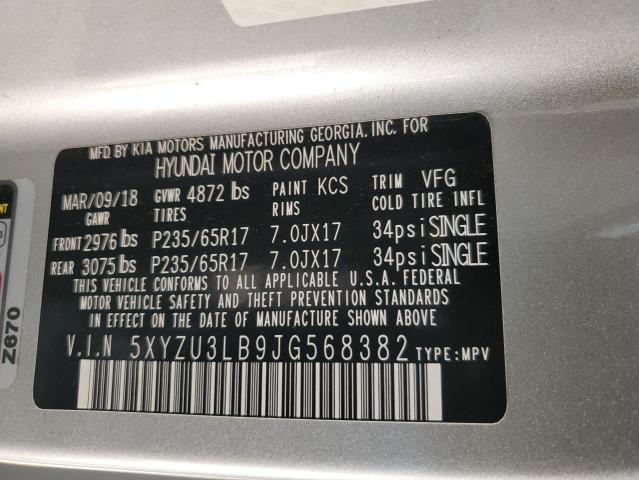 MFD. BY KIA MOTORS MANUFACTURING GEORGIA. INC. FOR
HYUNDAI MOTOR COMPANY
MAR/09/18 GVWR 4872 lbs PAINT KCS TRIM VFG
GAWR TIRES RIMS COLD TIRE INFL
FRONT 2976 lbs P235/65R17 7.0JX17 34psi SINGLE
REAR 3075 lbs P235/65R17 7.0JX17 34psi SINGLE
THIS VEHICLE CONFORMS TO ALL APPLICABLE U.S.A. FEDERAL
MOTOR VEHICLE SAFETY AND THEFT PREVENTION STANDARDS
IN EFFECT ON THE DATE OF MANUFACTURE SHOWN ABOVE.
V.I.N 5XYZU3LB9JG568382 TYPE:MPV
Z670